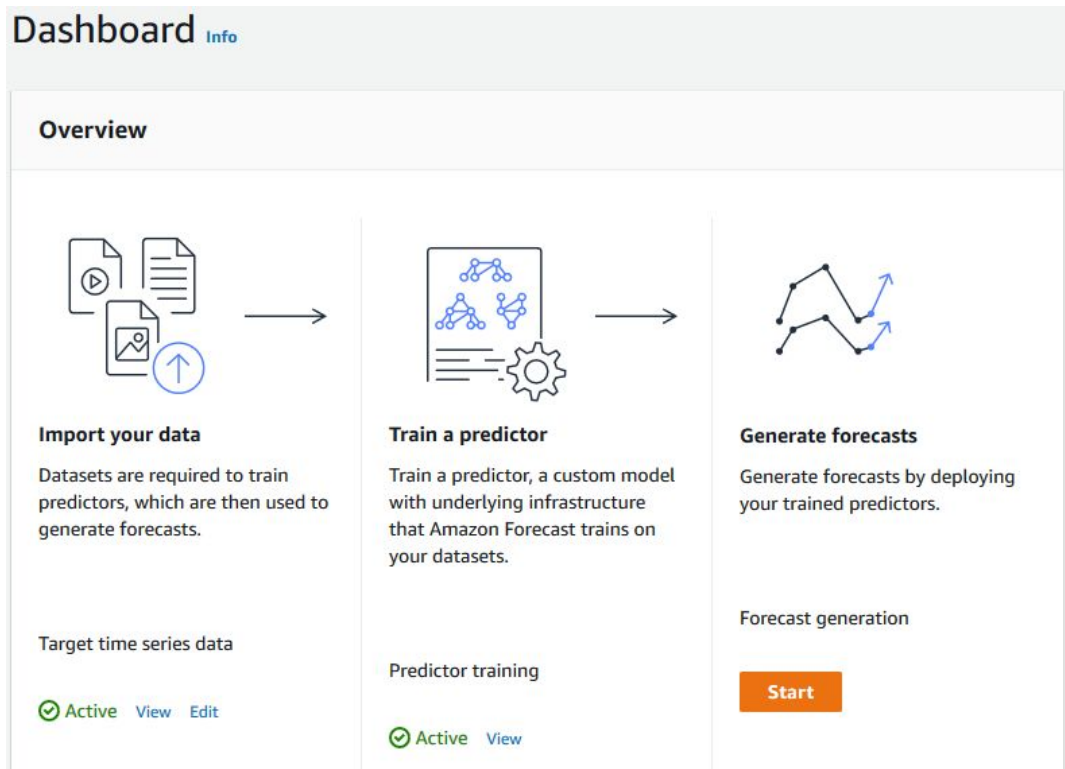 Dashboard Info
Overview
Import your data
Datasets are required to train
predictors, which are then used to
generate forecasts.
Target time series data
Active View Edit
Train a predictor
Train a predictor, a custom model
with underlying infrastructure
that Amazon Forecast trains on
your datasets.
Predictor training
Active View
Generate forecasts
Generate forecasts by deploying
your trained predictors.
Forecast generation
Start